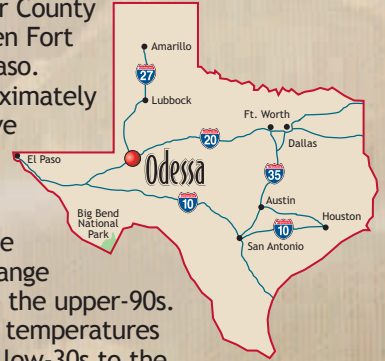 r County
en Fort
aso.
ximately
ve
e
ange
the upper-90s.
temperatures
low-30s to the
Amarillo
27
Lubbock
Ft. Worth
20
Dallas
El Paso
Odessa
35
10
Austin
Big Bend
National
Park
Houston
10
San Antonio